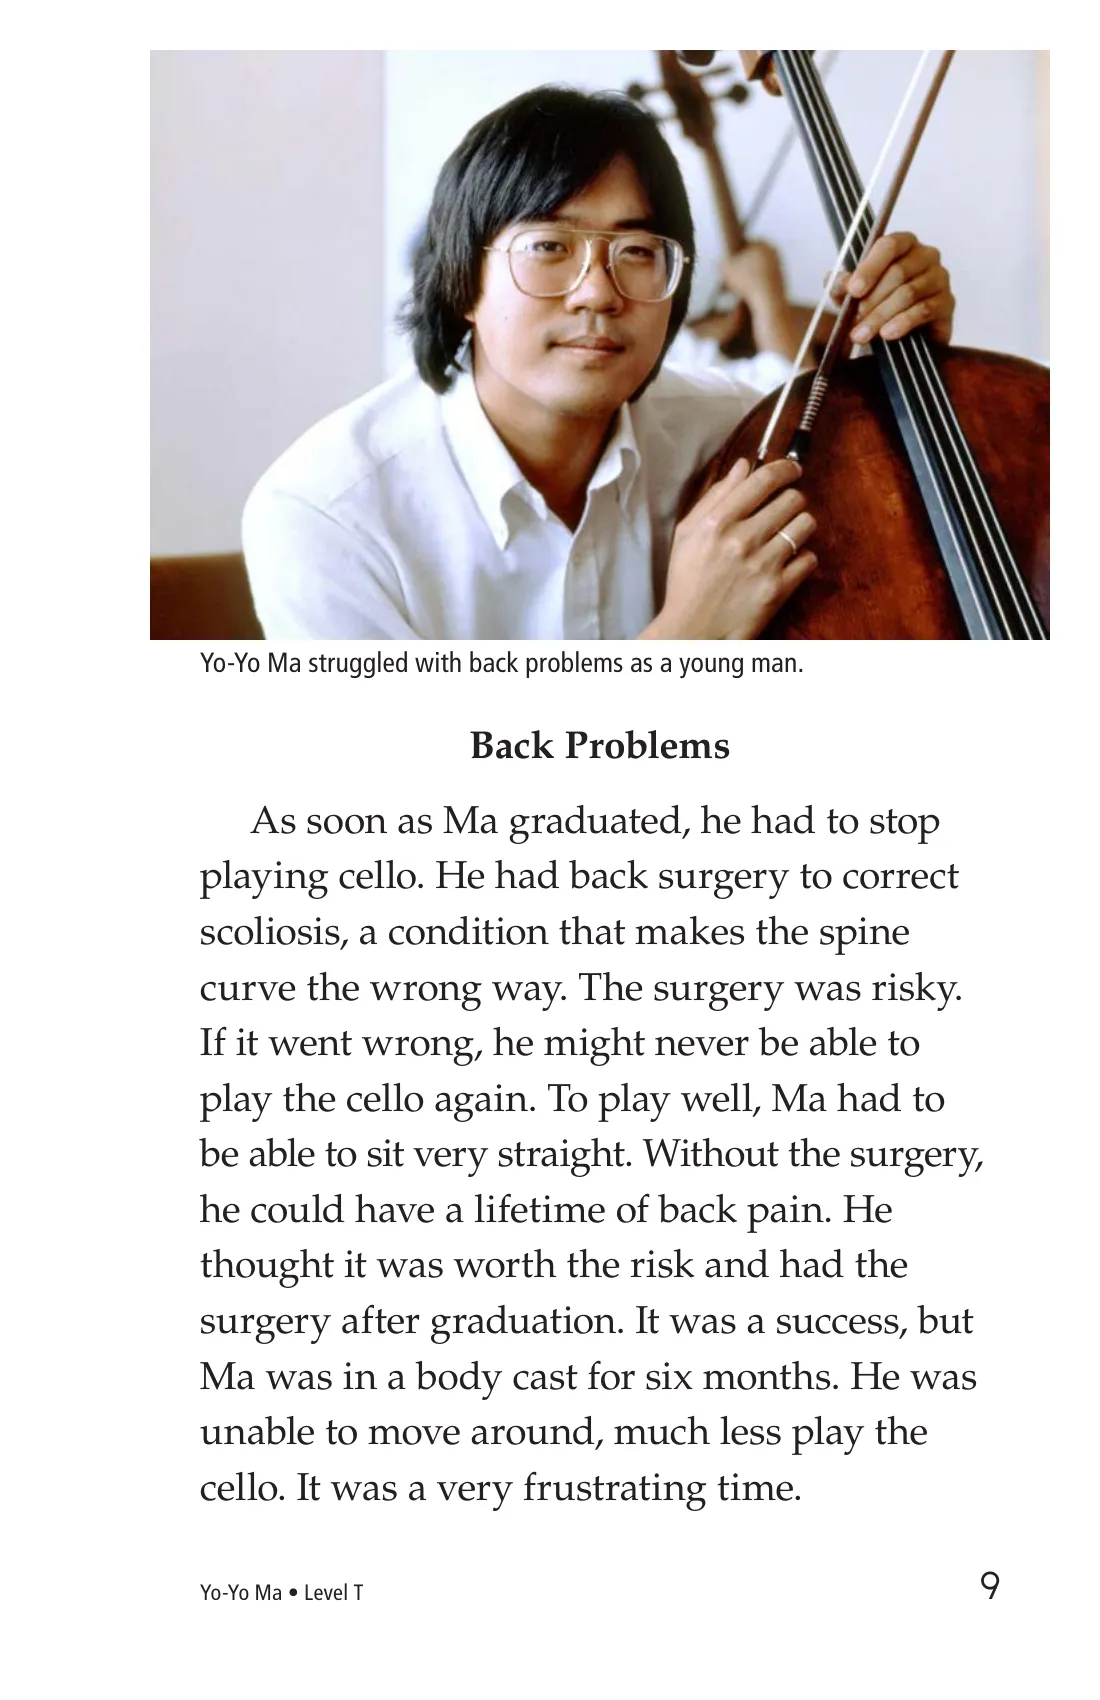 Yo-Yo Ma struggled with back problems as a young man.
Back Problems
As soon as Ma graduated, he had to stop
playing cello. He had back surgery to correct
scoliosis, a condition that makes the spine
curve the wrong way. The surgery was risky.
If it went wrong, he might never be able to
play the cello again. To play well, Ma had to
be able to sit very straight. Without the surgery,
he could have a lifetime of back pain. He
thought it was worth the risk and had the
surgery after graduation. It was a success, but
Ma was in a body cast for six months. He was
unable to move around, much less play the
cello. It was a very frustrating time.
Yo-Yo Ma • Level T
9